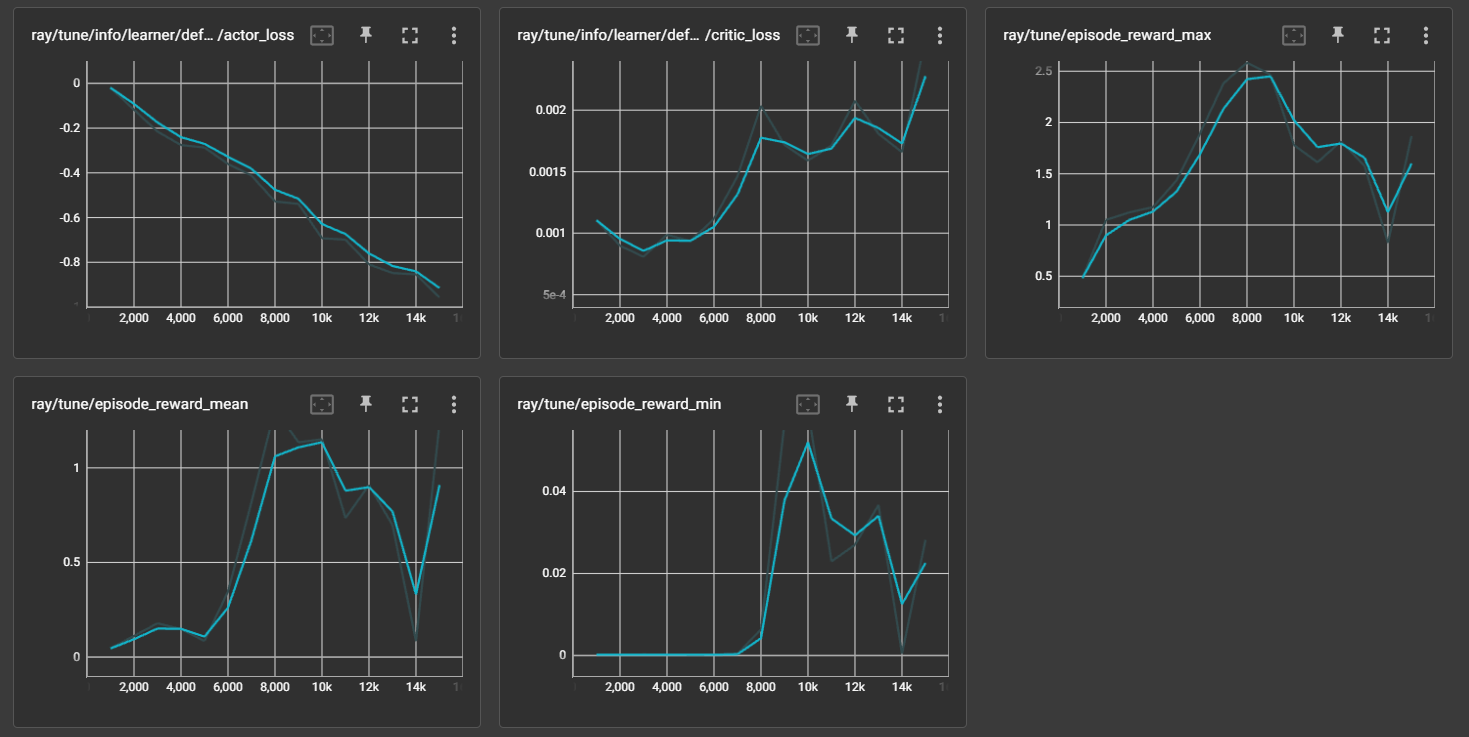 ray/tune/info/learner/def... /actor_loss
0
-0.2
-0.4
-0.6
-0.8
2,000 4,000 6,000 8,000 10k 12k 14k
ray/tune/info/learner/def... /critic_loss
0.002
0.0015
0.001
5e-4
2,000 4,000 6,000 8,000 10k 12k 14k
ray/tune/episode_reward_max
2.5
2
1.5
1
0.5
2,000 4,000 6,000 8,000 10k 12k 14k
ray/tune/episode_reward_mean
1
0.5
0
2,000 4,000 6,000 8,000 10k 12k 14k
ray/tune/episode_reward_min
0.04
0.02
0
2,000 4,000 6,000 8,000 10k 12k 14k